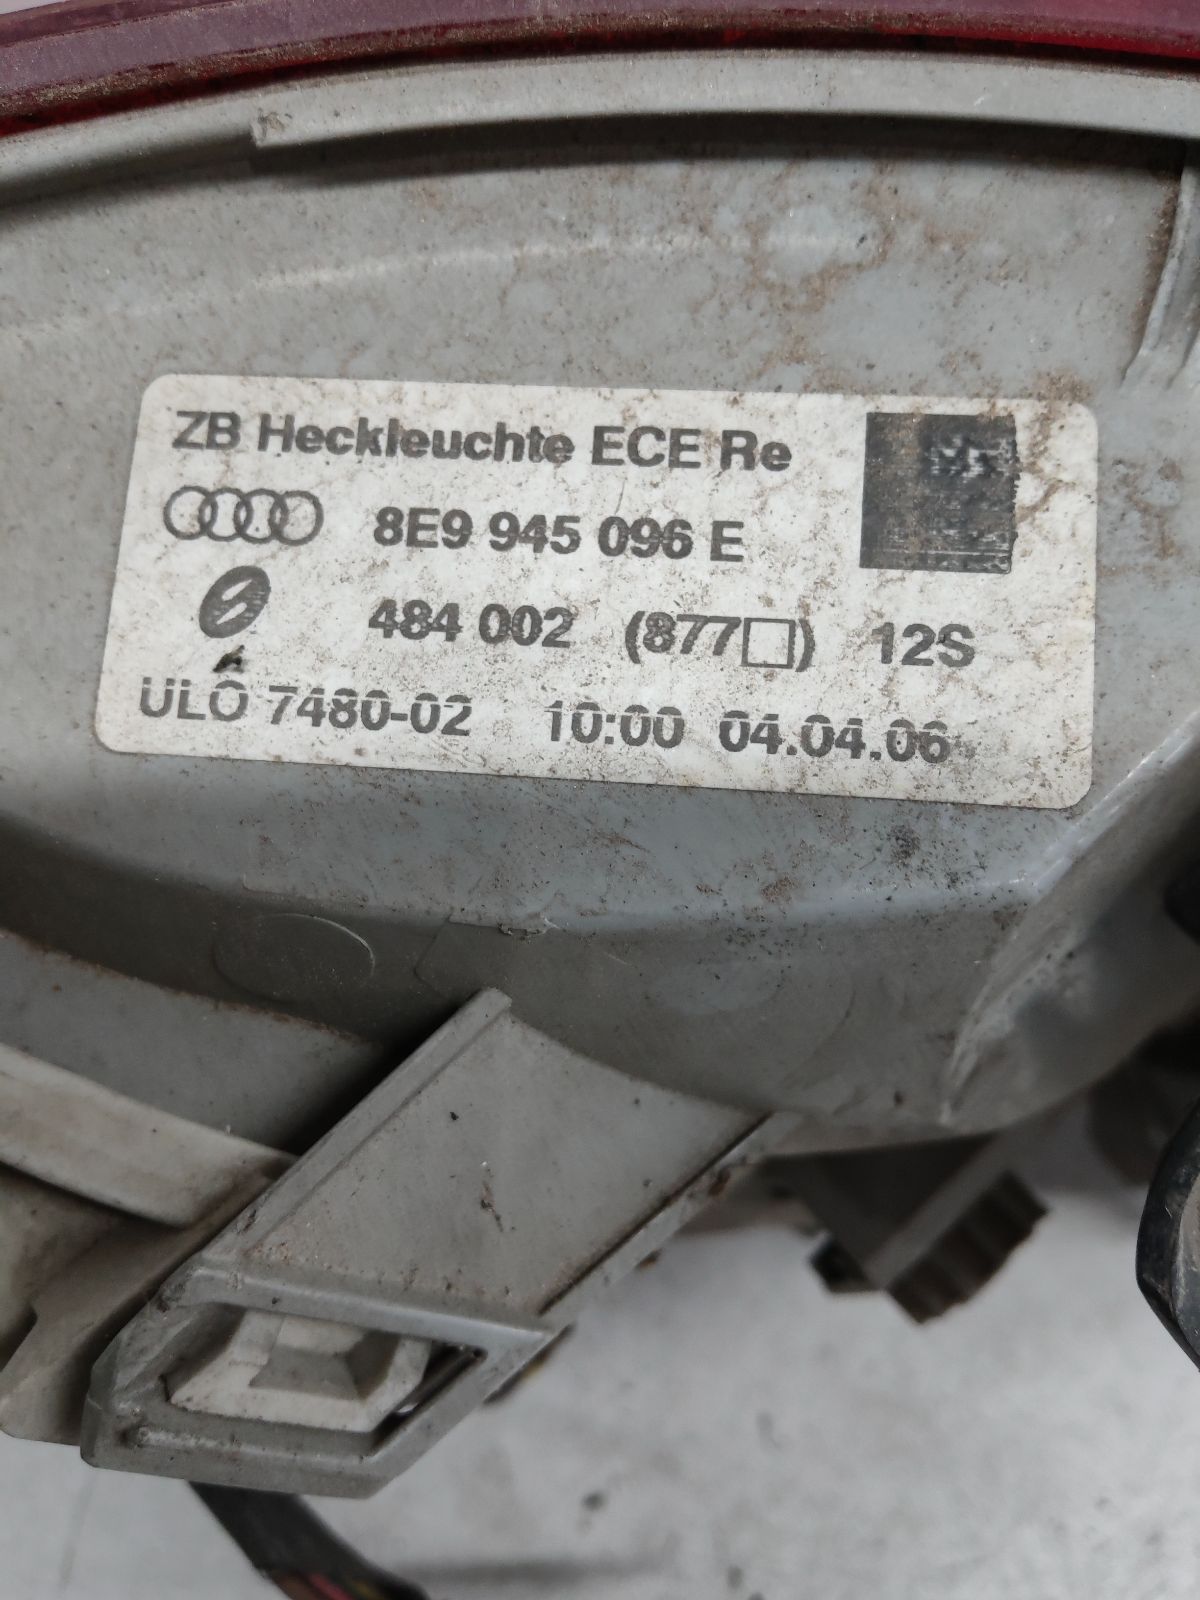 ZB Heckleuchte ECE Re
8E9 945 096 E
484 002 (877□) 12S
ULO 7480-02 10:00 04.04.06